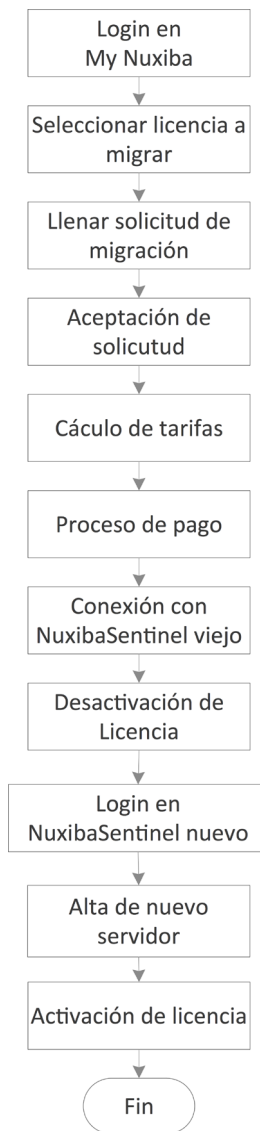 Login en
My Nuxiba
Seleccionar licencia a
migrar
Llenar solicitud de
migración
Aceptación de
solicutud
Cáculo de tarifas
Proceso de pago
Conexión con
NuxibaSentinel viejo
Desactivación de
Licencia
Login en
NuxibaSentinel nuevo
Alta de nuevo
servidor
Activación de licencia
Fin